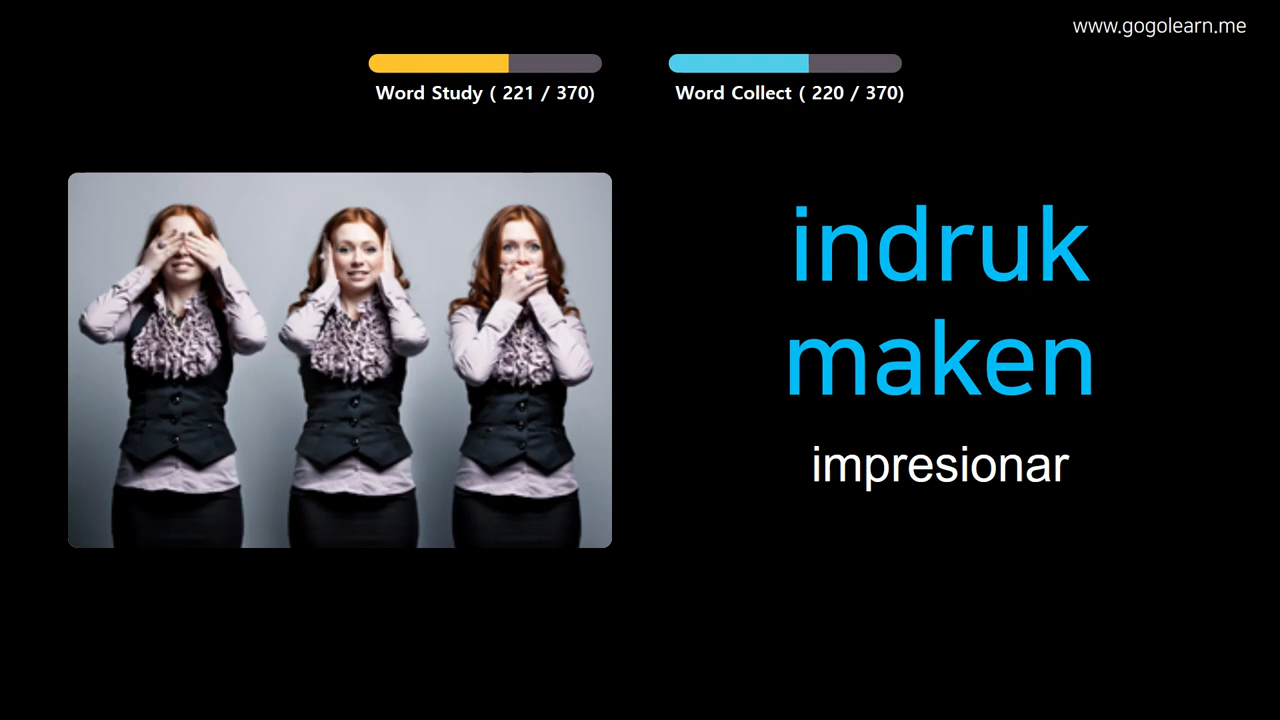 www.gogolearn.me
Word Study ( 221 / 370)
Word Collect ( 220 / 370)
indruk
maken
impresionar